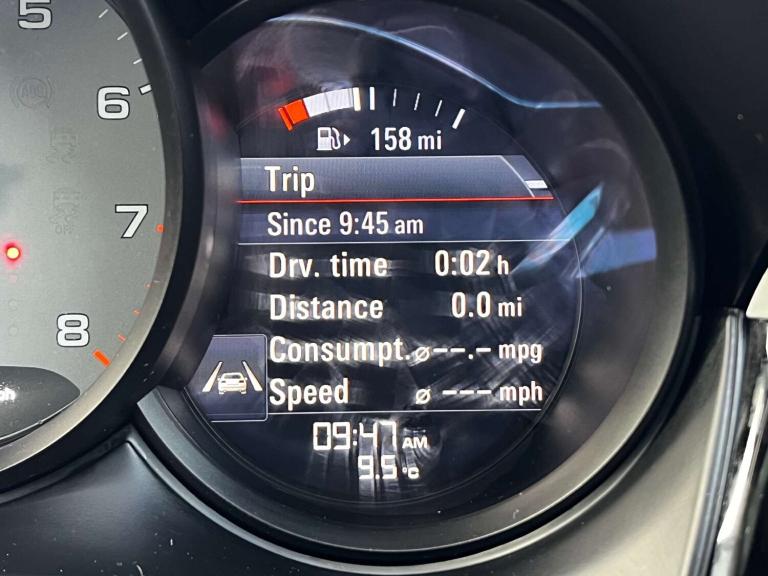 5
6
7
8
158 mi
Trip
Since 9:45 am
Drv. time 0:02 h
Distance 0.0 mi
Consumpt. ⌀--.- mpg
Speed ⌀ --- mph
09:47 AM
9.5 °C